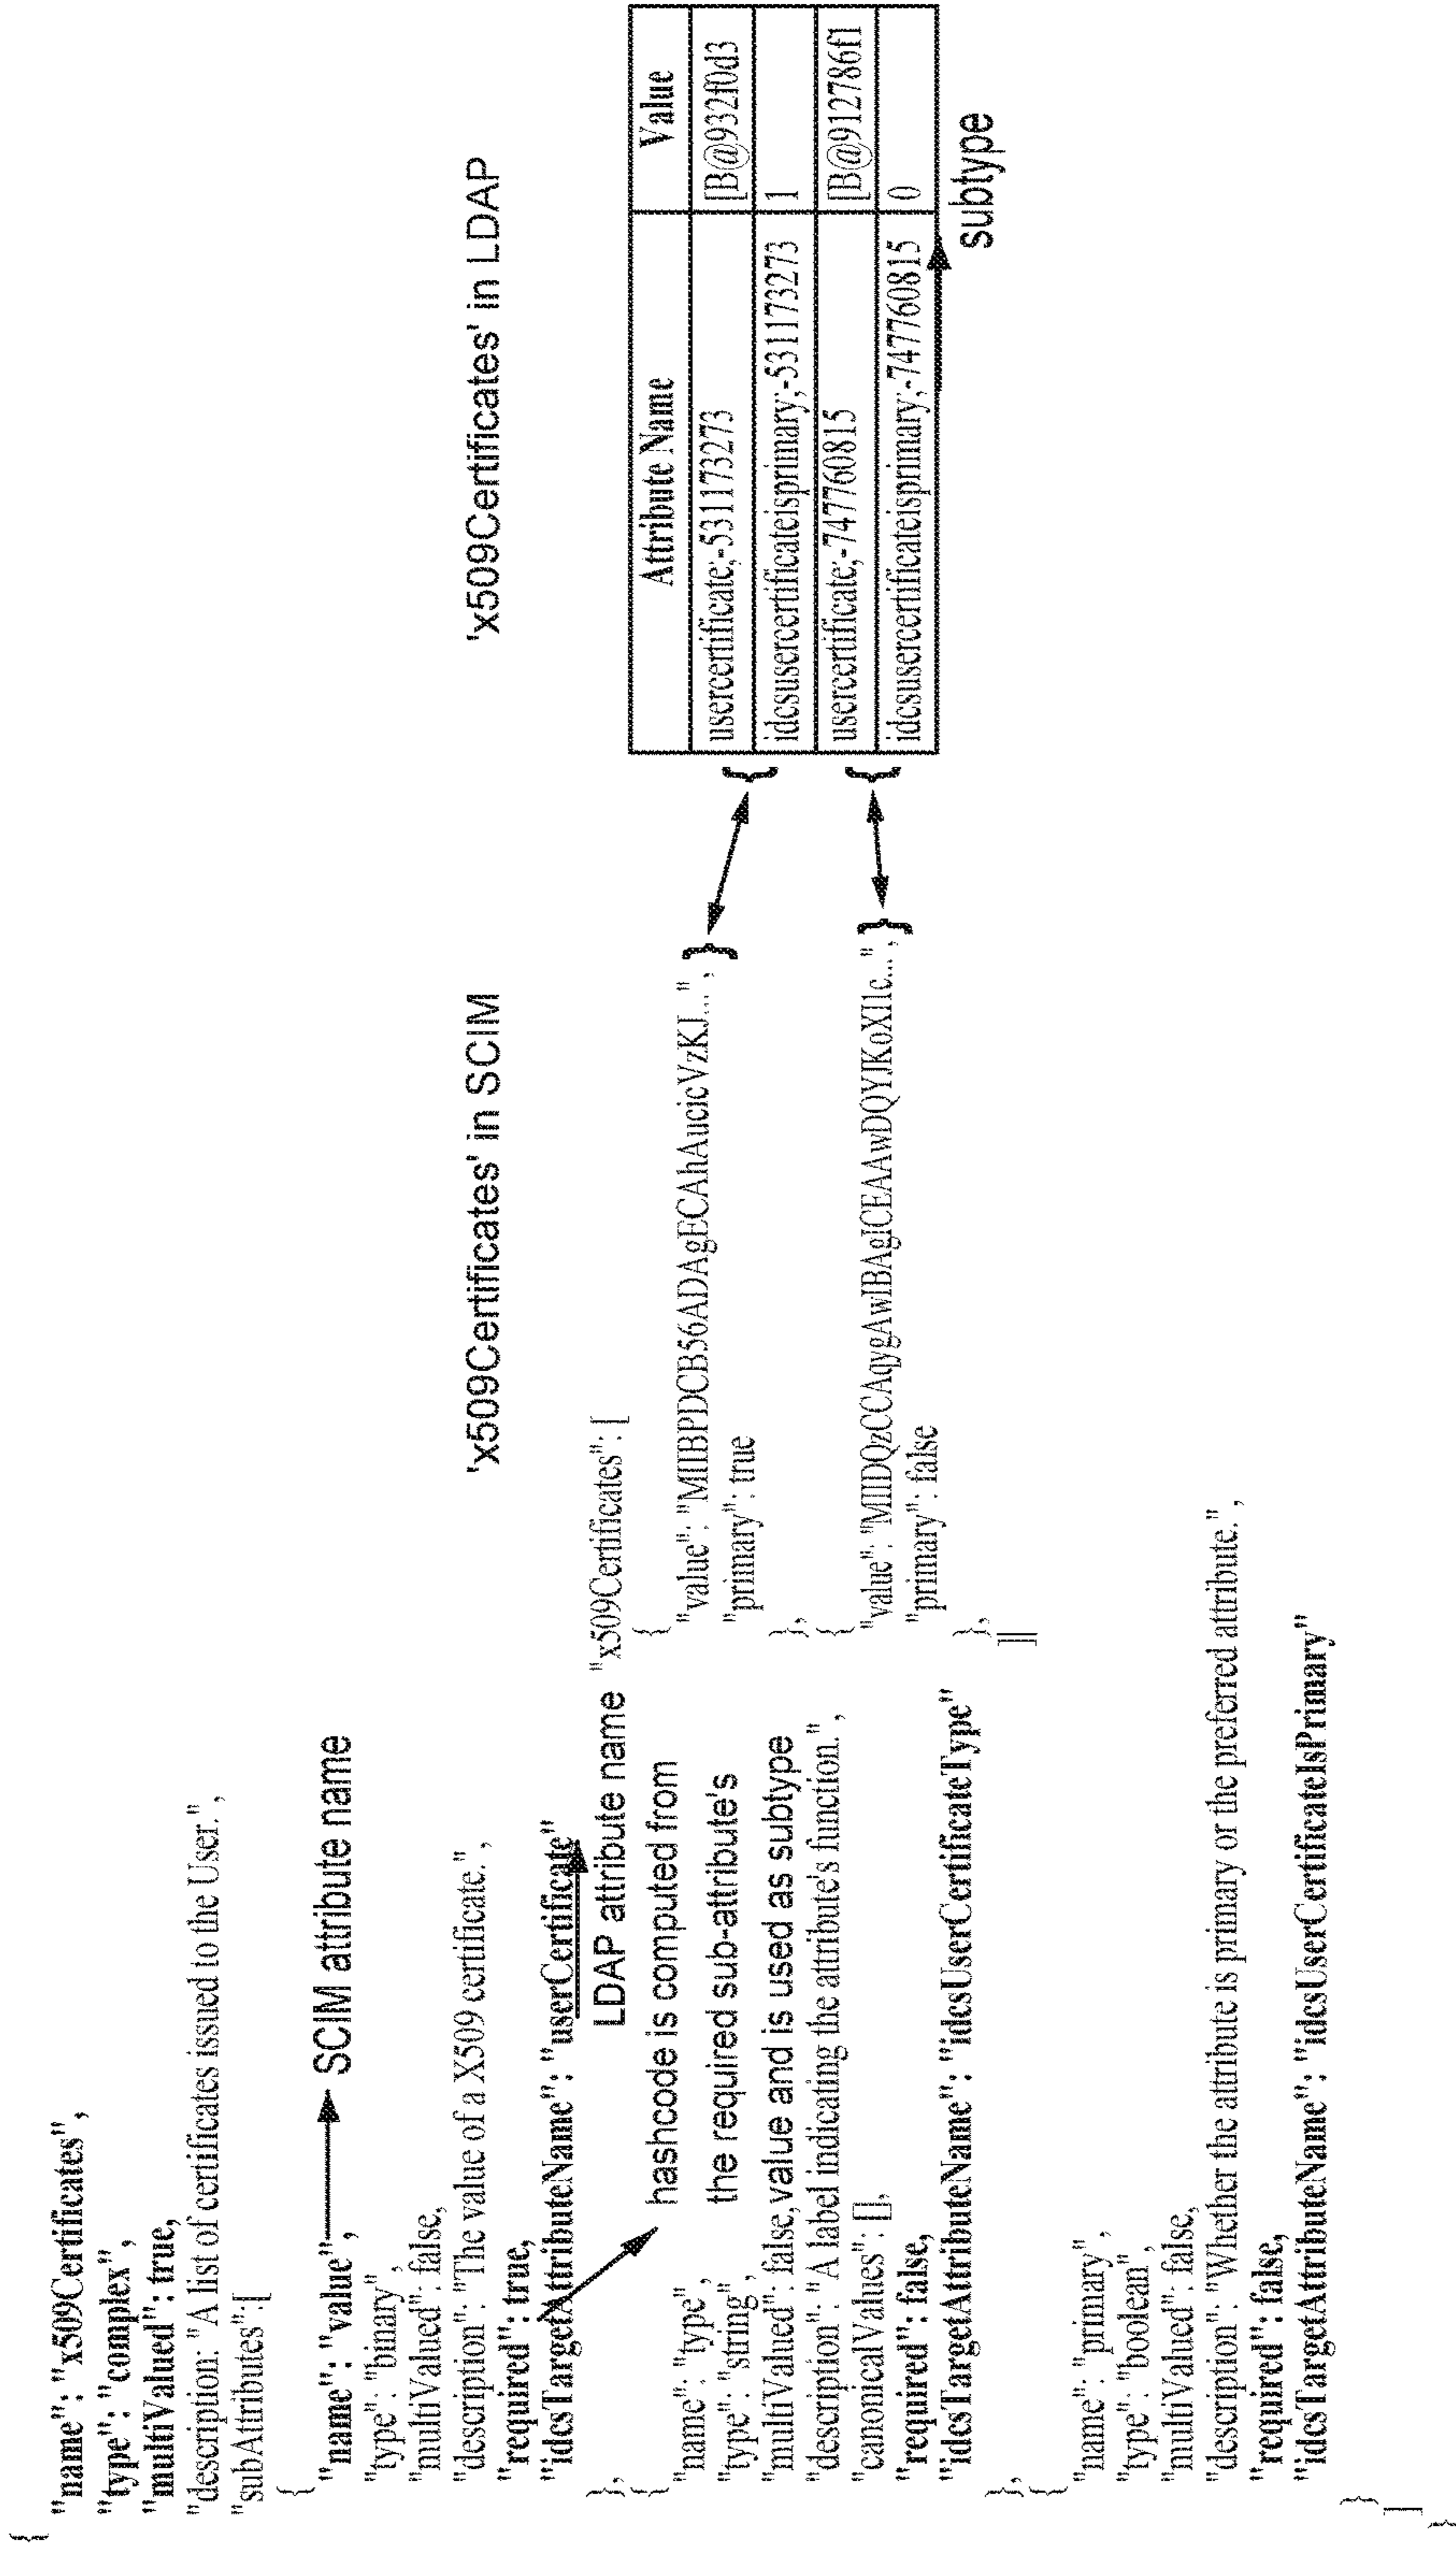 {
"name": "x509Certificates",
"type": "complex",
"multiValued": true,
"description: "A list of certificates issued to the User.",
"subAttributes":[
{
"name": "value",
SCIM attribute name
"type": "binary",
"multiValued": false,
"description": "The value of a X509 certificate.",
"required": true,
"idcsTargetAttributeName": "userCertificate"
LDAP attribute name
}, {
hashcode is computed from
the required sub-attribute's
value and is used as subtype
"name": "type",
"type": "string",
"multiValued": false,
"description": "A label indicating the attribute's function.",
"canonicalValues": [],
"required": false,
"idcsTargetAttributeName": "idcsUserCertificateType"
}, {
"name": "primary",
"type": "boolean",
"multiValued": false,
"description": "Whether the attribute is primary or the preferred attribute.",
"required": false,
"idcsTargetAttributeName": "idcsUserCertificateIsPrimary"
}
]
}
'x509Certificates' in SCIM
"x509Certificates": [
{
"value": "MIIBPDCB56ADAgECAhAucicVzKJ...",
"primary": true
},
{
"value": "MIIDQzCCAqygAwIBAgICEAAwDQYJKoXIIc...",
"primary": false
},
]]
'x509Certificates' in LDAP
Attribute Name Value
usercertificate;-531173273 [B@932f0d3
idcsusercertificateisprimary;-531173273 1
usercertificate;-747760815 [B@912786f1
idcsusercertificateisprimary;-747760815 0
subtype